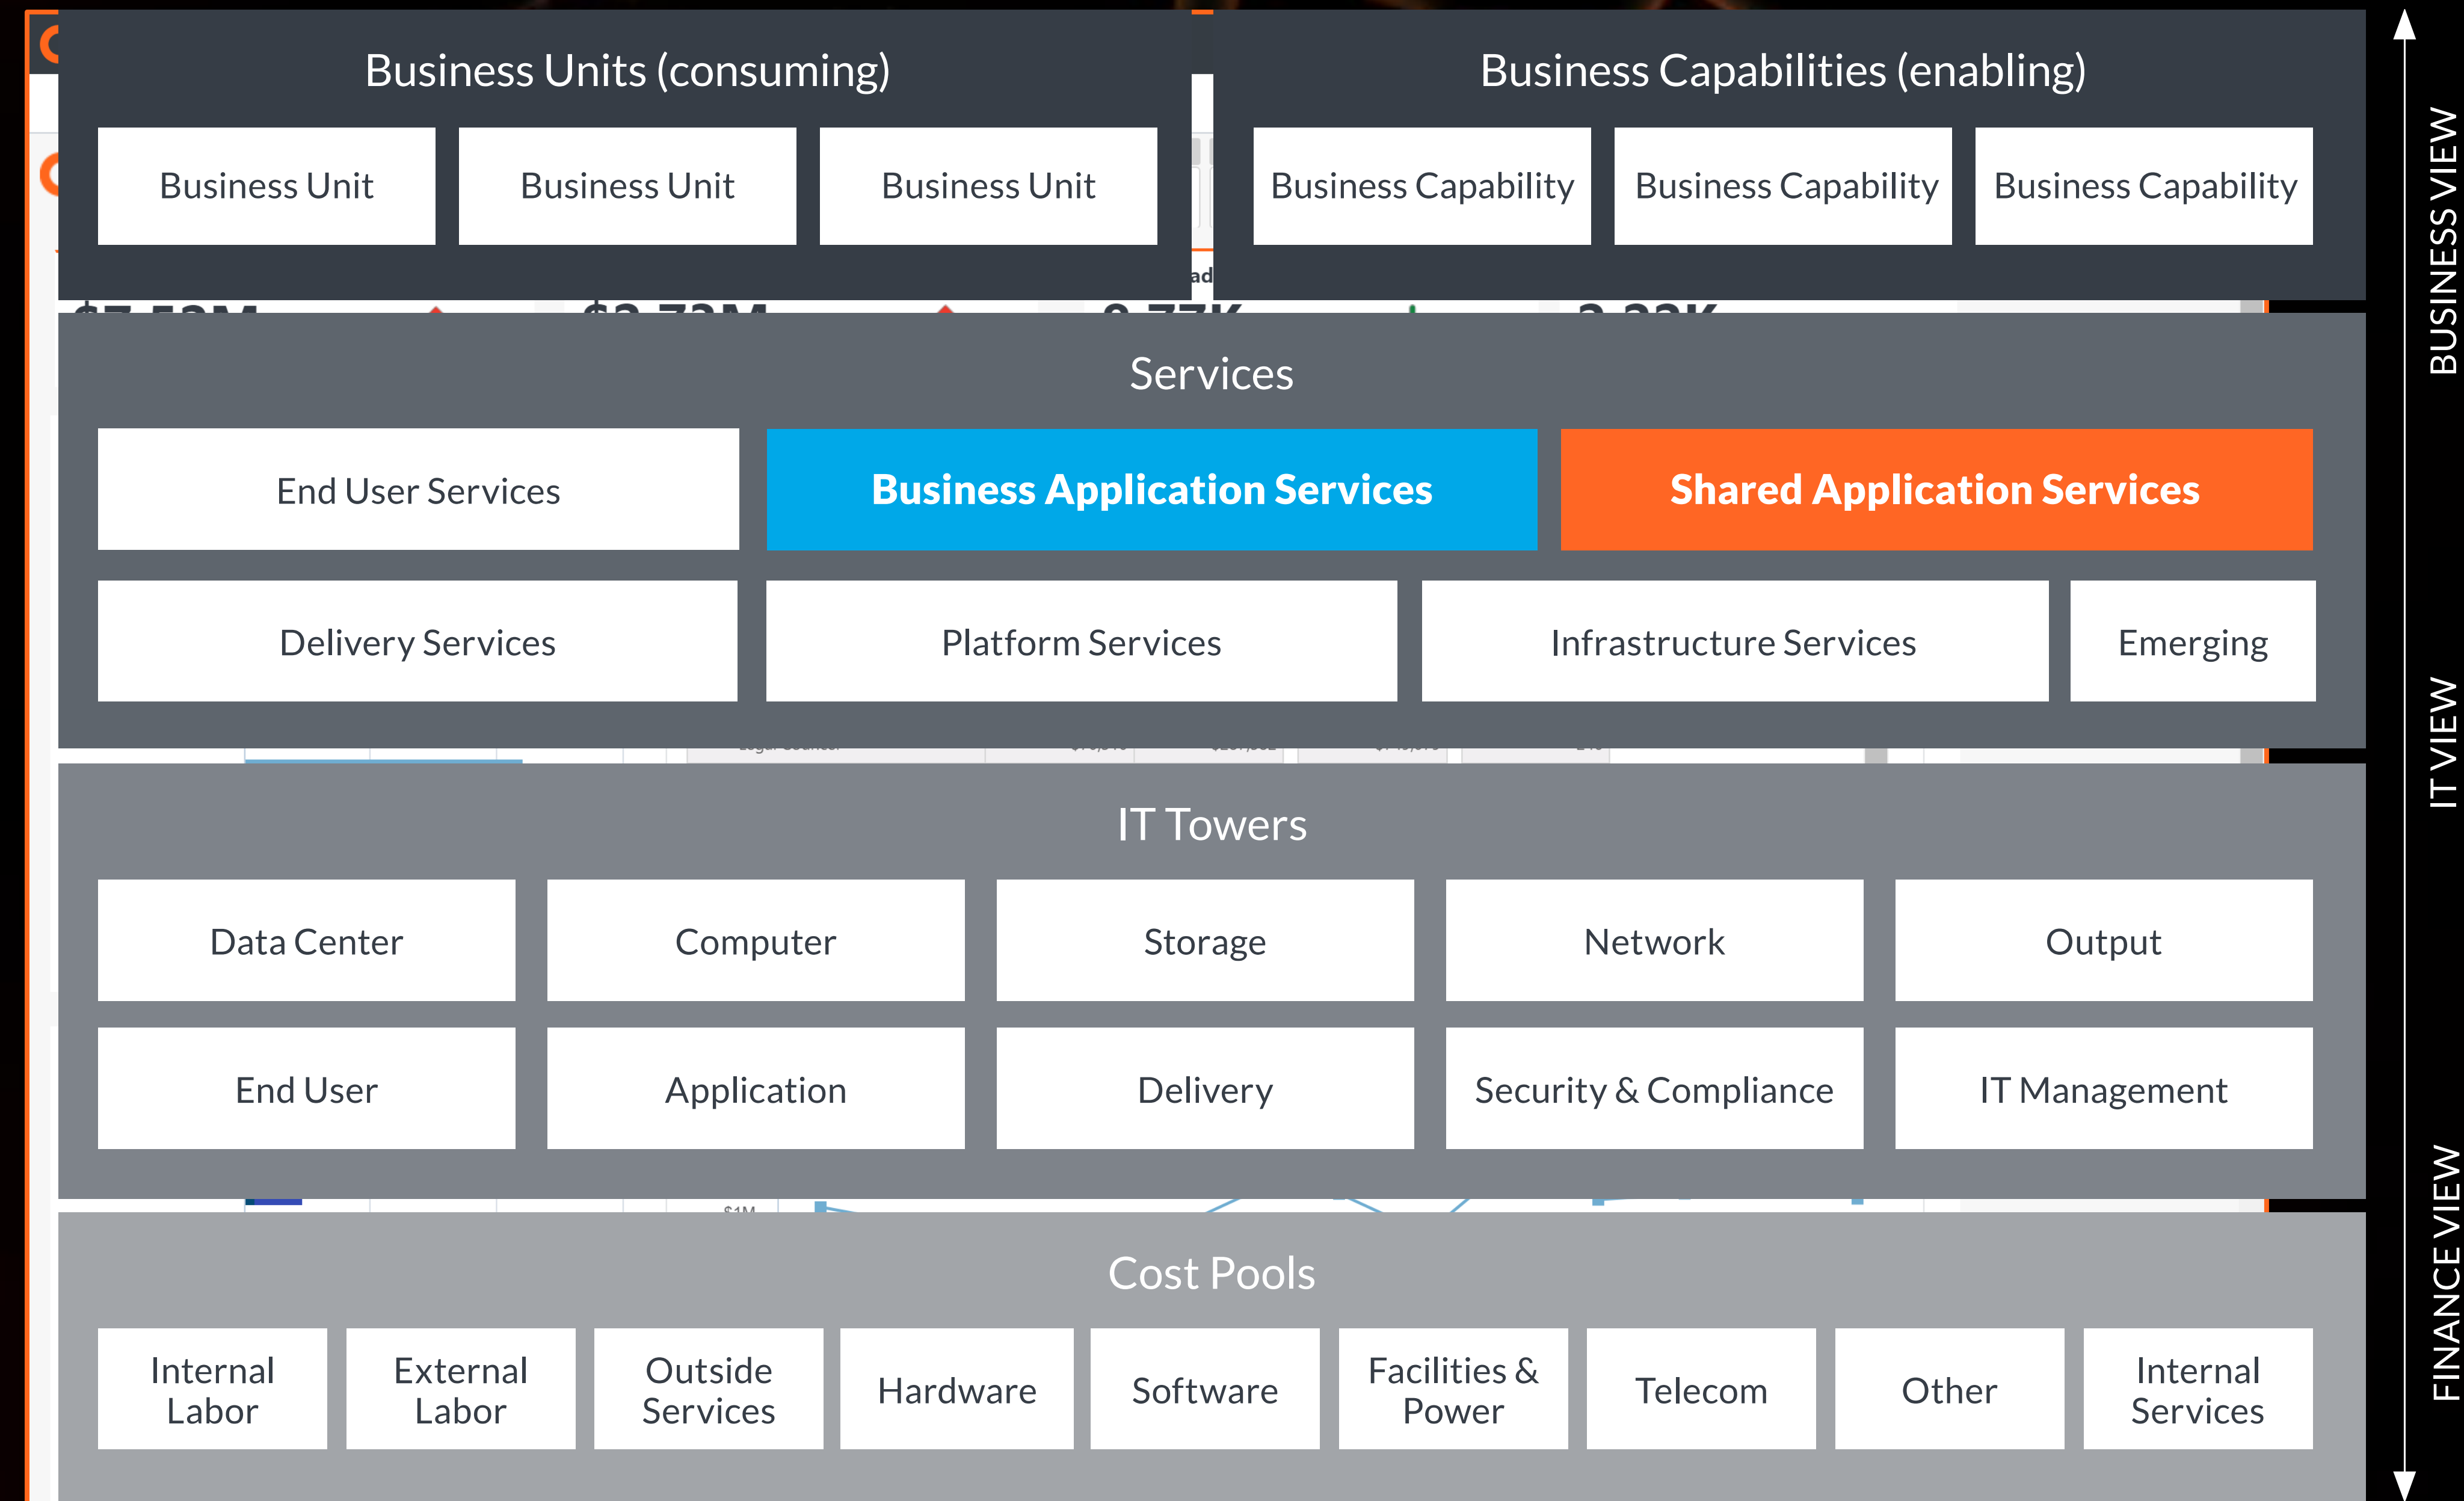 Business Units (consuming)
Business Capabilities (enabling)
Business Unit
Business Unit
Business Unit
Business Capability
Business Capability
Business Capability
BUSINESS VIEW
Services
End User Services
Business Application Services
Shared Application Services
Delivery Services
Platform Services
Infrastructure Services
Emerging
IT VIEW
IT Towers
Data Center
Computer
Storage
Network
Output
End User
Application
Delivery
Security & Compliance
IT Management
$1M
Cost Pools
Internal
Labor
External
Labor
Outside
Services
Hardware
Software
Facilities &
Power
Telecom
Other
Internal
Services
FINANCE VIEW